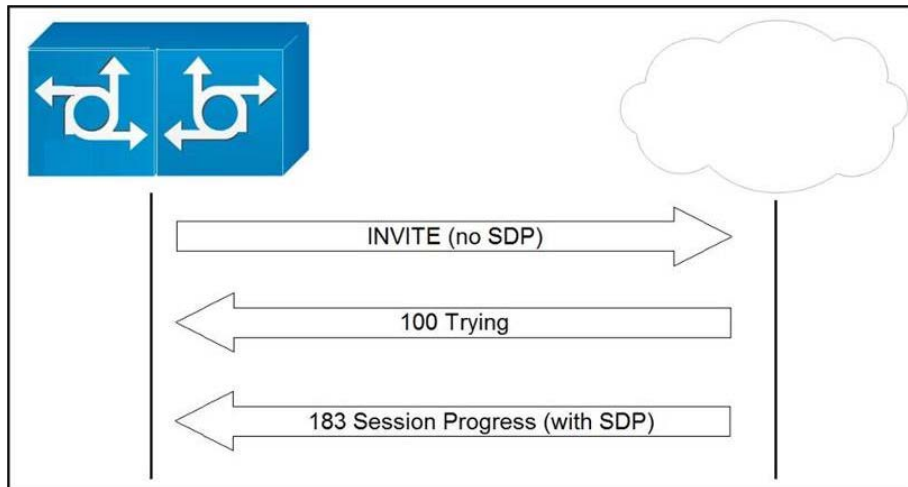 INVITE (no SDP)
100 Trying
183 Session Progress (with SDP)